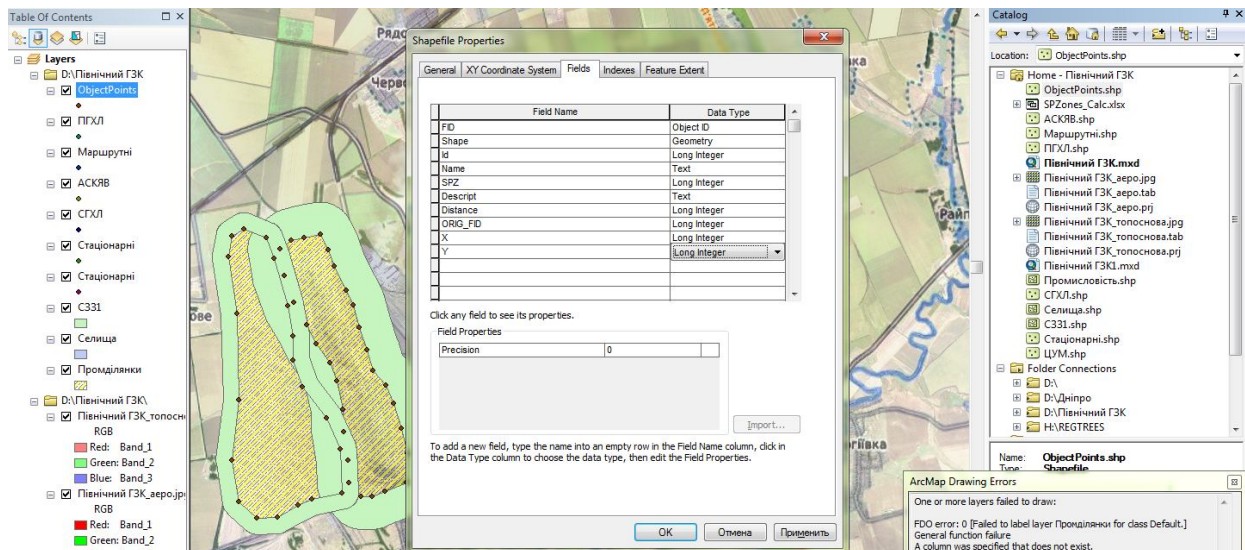 Table Of Contents
Layers
D:\Північний ГЗК
ObjectPoints
ПГХЛ
Маршрутні
АСКЯВ
СГХЛ
Стаціонарні
Стаціонарні
СЗЗ1
Селища
Промділянки
D:\Північний ГЗК\
Північний ГЗК_топосн
RGB
Red: Band_1
Green: Band_2
Blue: Band_3
Північний ГЗК_аеро.jp
RGB
Red: Band_1
Green: Band_2
Рядо
Черво
ове
Shapefile Properties
General
XY Coordinate System
Fields
Indexes
Feature Extent
Field Name
Data Type
FID
Object ID
Shape
Geometry
Id
Long Integer
Name
Text
SPZ
Long Integer
Descript
Text
Distance
Long Integer
ORIG_FID
Long Integer
X
Long Integer
Y
Long Integer
Click any field to see its properties.
Field Properties
Precision
0
Import...
To add a new field, type the name into an empty row in the Field Name column, click in
the Data Type column to choose the data type, then edit the Field Properties.
OK
Отмена
Применить
ка
Райп
ргіївка
Catalog
Location:
ObjectPoints.shp
Home - Північний ГЗК
ObjectPoints.shp
SPZones_Calc.xlsx
АСКЯВ.shp
Маршрутні.shp
ПГХЛ.shp
Північний ГЗК.mxd
Північний ГЗК_аеро.jpg
Північний ГЗК_аеро.tab
Північний ГЗК_аеро.prj
Північний ГЗК_топоснова.jpg
Північний ГЗК_топоснова.tab
Північний ГЗК_топоснова.prj
Північний ГЗК1.mxd
Промисловість.shp
СГХЛ.shp
Селища.shp
СЗЗ1.shp
Стаціонарні.shp
ЦУМ.shp
Folder Connections
D:\
D:\Дніпро
D:\Північний ГЗК
H:\REGTREES
Name:
ObjectPoints.shp
Type:
Shapefile
ArcMap Drawing Errors
One or more layers failed to draw:
FDO error: 0 [Failed to label layer Промділянки for class Default.]
General function failure
A column was specified that does not exist.